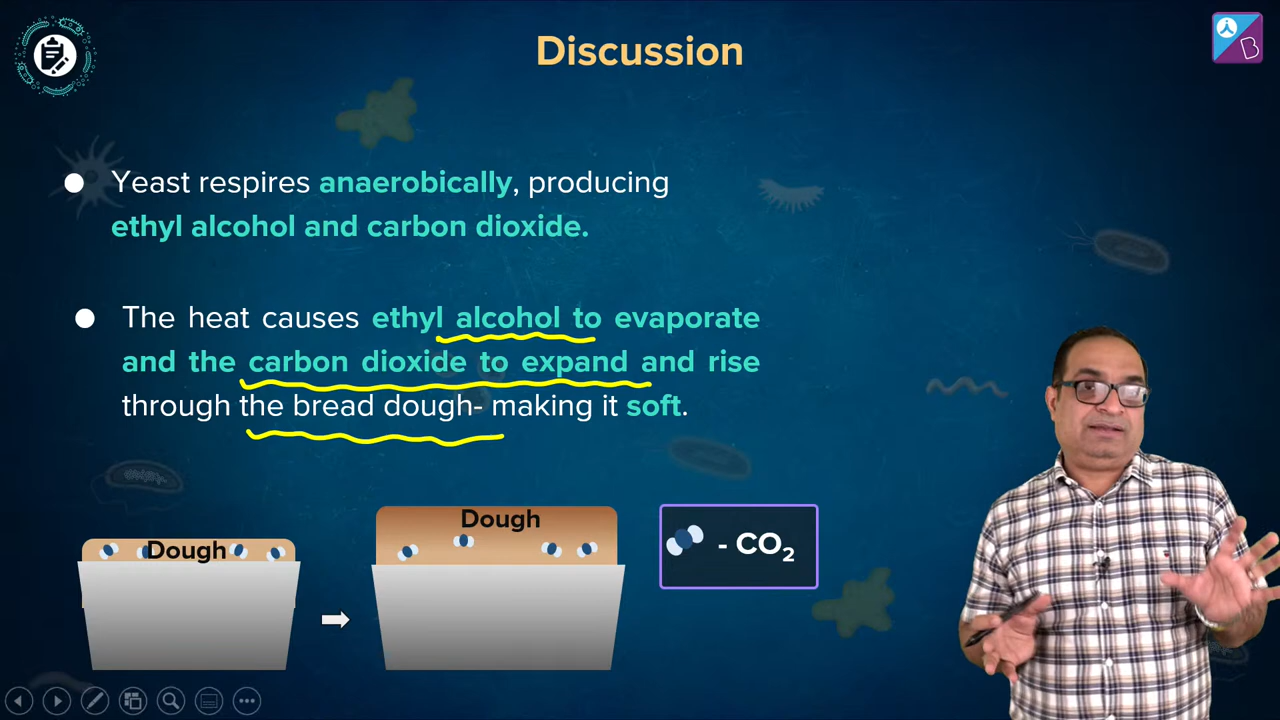 Discussion
B
Yeast respires anaerobically, producing
ethyl alcohol and carbon dioxide.
The heat causes ethyl alcohol to evaporate
and the carbon dioxide to expand and rise
through the bread dough- making it soft.
Dough
Dough
- CO₂